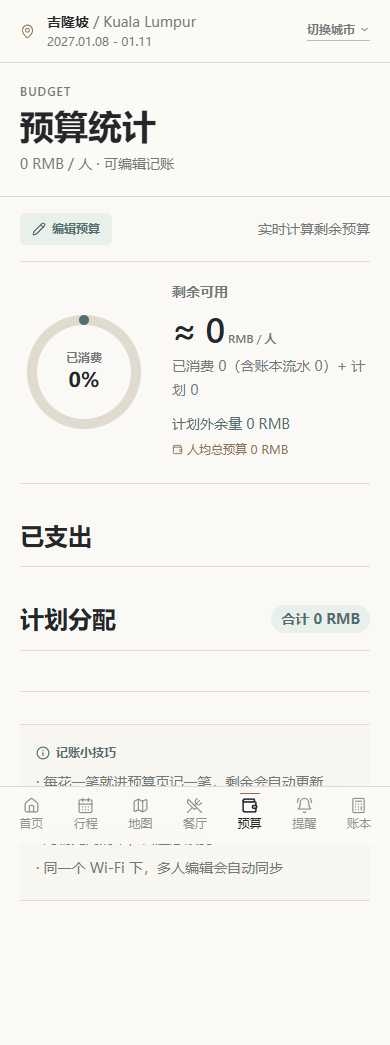 吉隆坡 / Kuala Lumpur
2027.01.08 - 01.11
切换城市
BUDGET
预算统计
0 RMB / 人 · 可编辑记账
编辑预算
实时计算剩余预算
已消费
0%
剩余可用
≈ 0 RMB / 人
已消费 0（含账本流水 0）+ 计
划 0
计划外余量 0 RMB
人均总预算 0 RMB
已支出
计划分配
合计 0 RMB
记账小技巧
· 每花一笔就进预算页记一笔，剩余会自动更新
首页
行程
地图
餐厅
预算
提醒
账本
· 同一个 Wi-Fi 下，多人编辑会自动同步